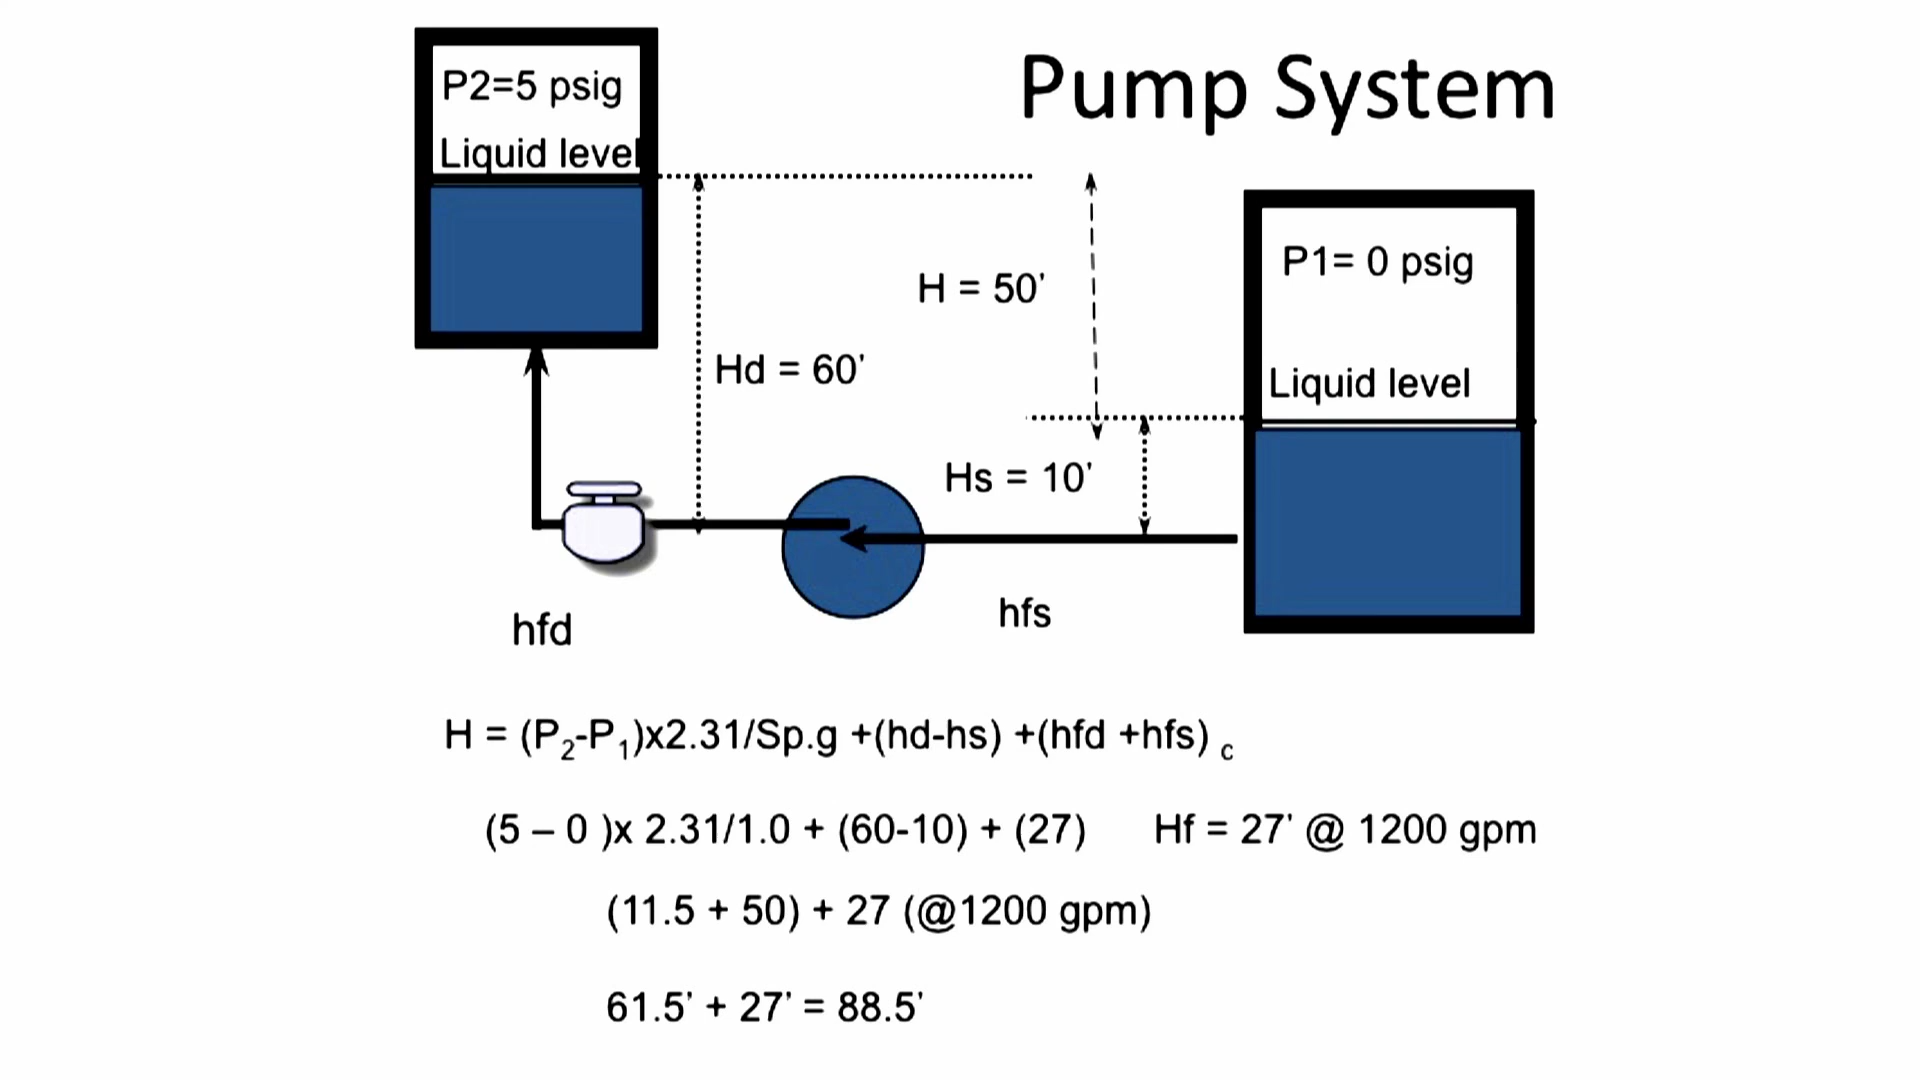 Pump System
P2=5 psig
Liquid level
P1= 0 psig
H = 50'
Hd = 60'
Liquid level
Hs = 10'
hfs
hfd
H = (P2-P1)x2.31/Sp.g +(hd-hs) +(hfd +hfs) c
(5 – 0 )x 2.31/1.0 + (60-10) + (27) Hf = 27' @ 1200 gpm
(11.5 + 50) + 27 (@1200 gpm)
61.5' + 27' = 88.5'